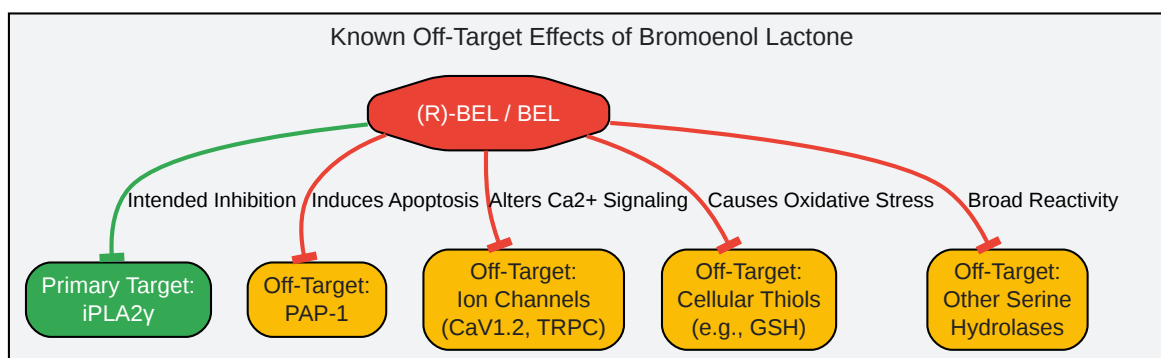 Known Off-Target Effects of Bromoenol Lactone
(R)-BEL / BEL
Intended Inhibition
Induces Apoptosis
Alters Ca2+ Signaling
Causes Oxidative Stress
Broad Reactivity
Primary Target:
iPLA2γ
Off-Target:
PAP-1
Off-Target:
Ion Channels
(CaV1.2, TRPC)
Off-Target:
Cellular Thiols
(e.g., GSH)
Off-Target:
Other Serine
Hydrolases